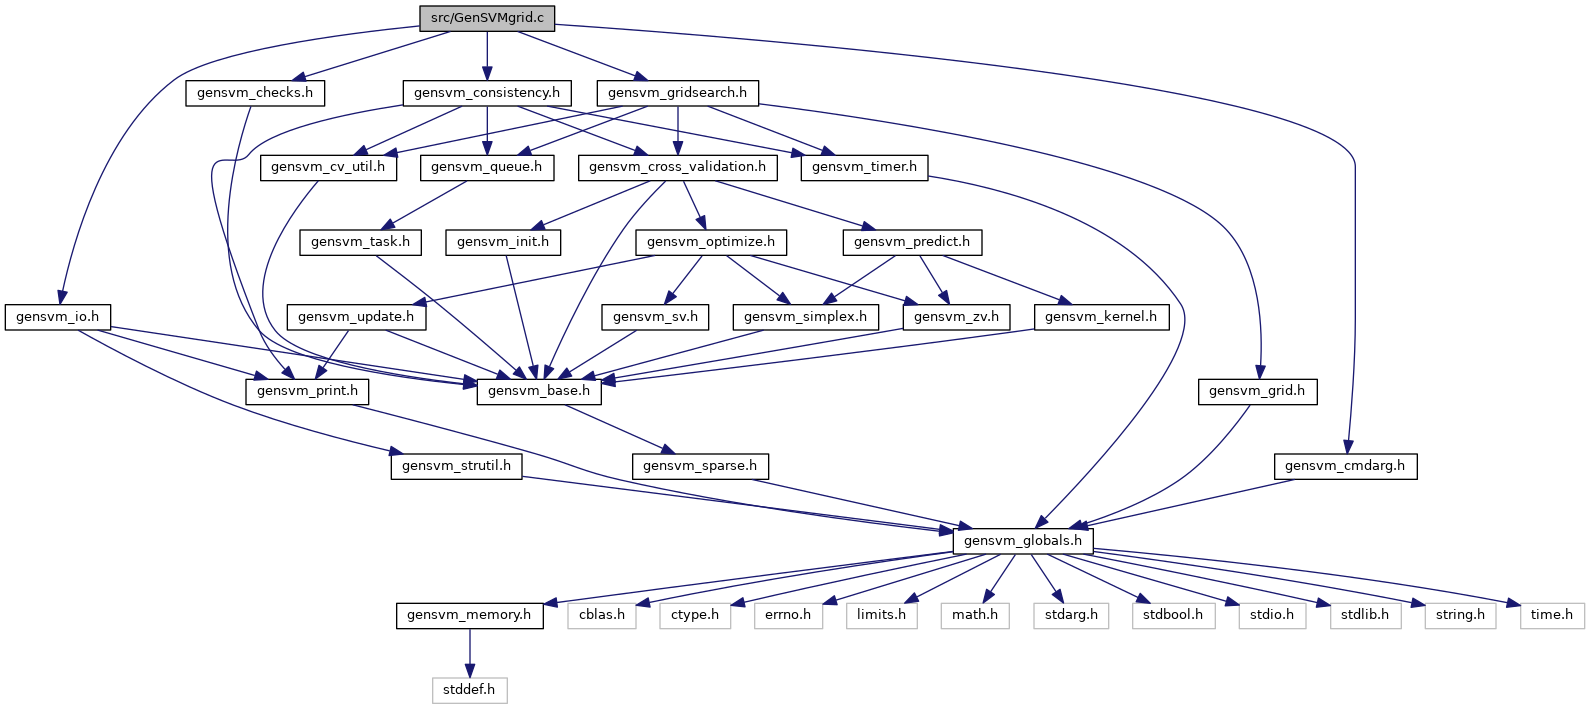 src/GenSVMgrid.c
gensvm_checks.h
gensvm_consistency.h
gensvm_gridsearch.h
gensvm_cv_util.h
gensvm_queue.h
gensvm_cross_validation.h
gensvm_timer.h
gensvm_task.h
gensvm_init.h
gensvm_optimize.h
gensvm_predict.h
gensvm_io.h
gensvm_update.h
gensvm_sv.h
gensvm_simplex.h
gensvm_zv.h
gensvm_kernel.h
gensvm_print.h
gensvm_base.h
gensvm_grid.h
gensvm_strutil.h
gensvm_sparse.h
gensvm_cmdarg.h
gensvm_globals.h
gensvm_memory.h
cblas.h
ctype.h
errno.h
limits.h
math.h
stdarg.h
stdbool.h
stdio.h
stdlib.h
string.h
time.h
stddef.h